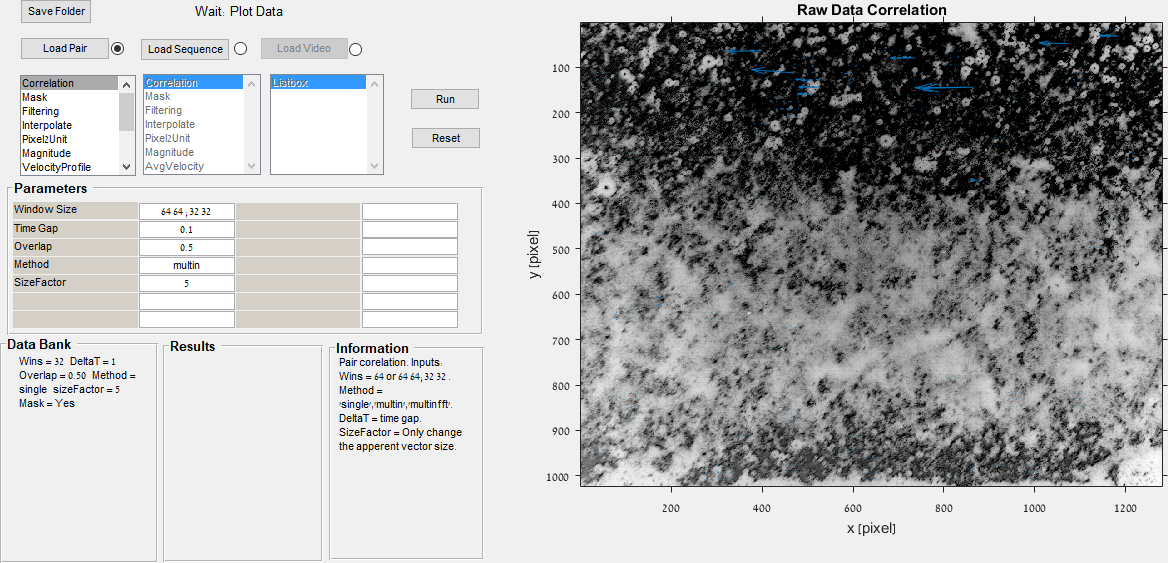 Save Folder
Wait: Plot Data
Load Pair
Load Sequence
Load Video
Correlation
Mask
Filtering
Interpolate
Pixel2Unit
Magnitude
VelocityProfile
Correlation
Mask
Filtering
Interpolate
Pixel2Unit
Magnitude
AvgVelocity
Listbox
Run
Reset
Parameters
Window Size 64 64 , 32 32
Time Gap 0.1
Overlap 0.5
Method multin
SizeFactor 5
Data Bank
Wins = 32 DeltaT = 1
Overlap = 0.50 Method =
single sizeFactor = 5
Mask = Yes
Results
Information
Pair corelation. Inputs:
Wins = 64 or 64 64, 32 32 .
Method =
'single','multin','multinfft'.
DeltaT = time gap.
SizeFactor = Only change
the apperent vector size.
Raw Data Correlation
y [pixel]
100
200
300
400
500
600
700
800
900
1000
200 400 600 800 1000 1200
x [pixel]